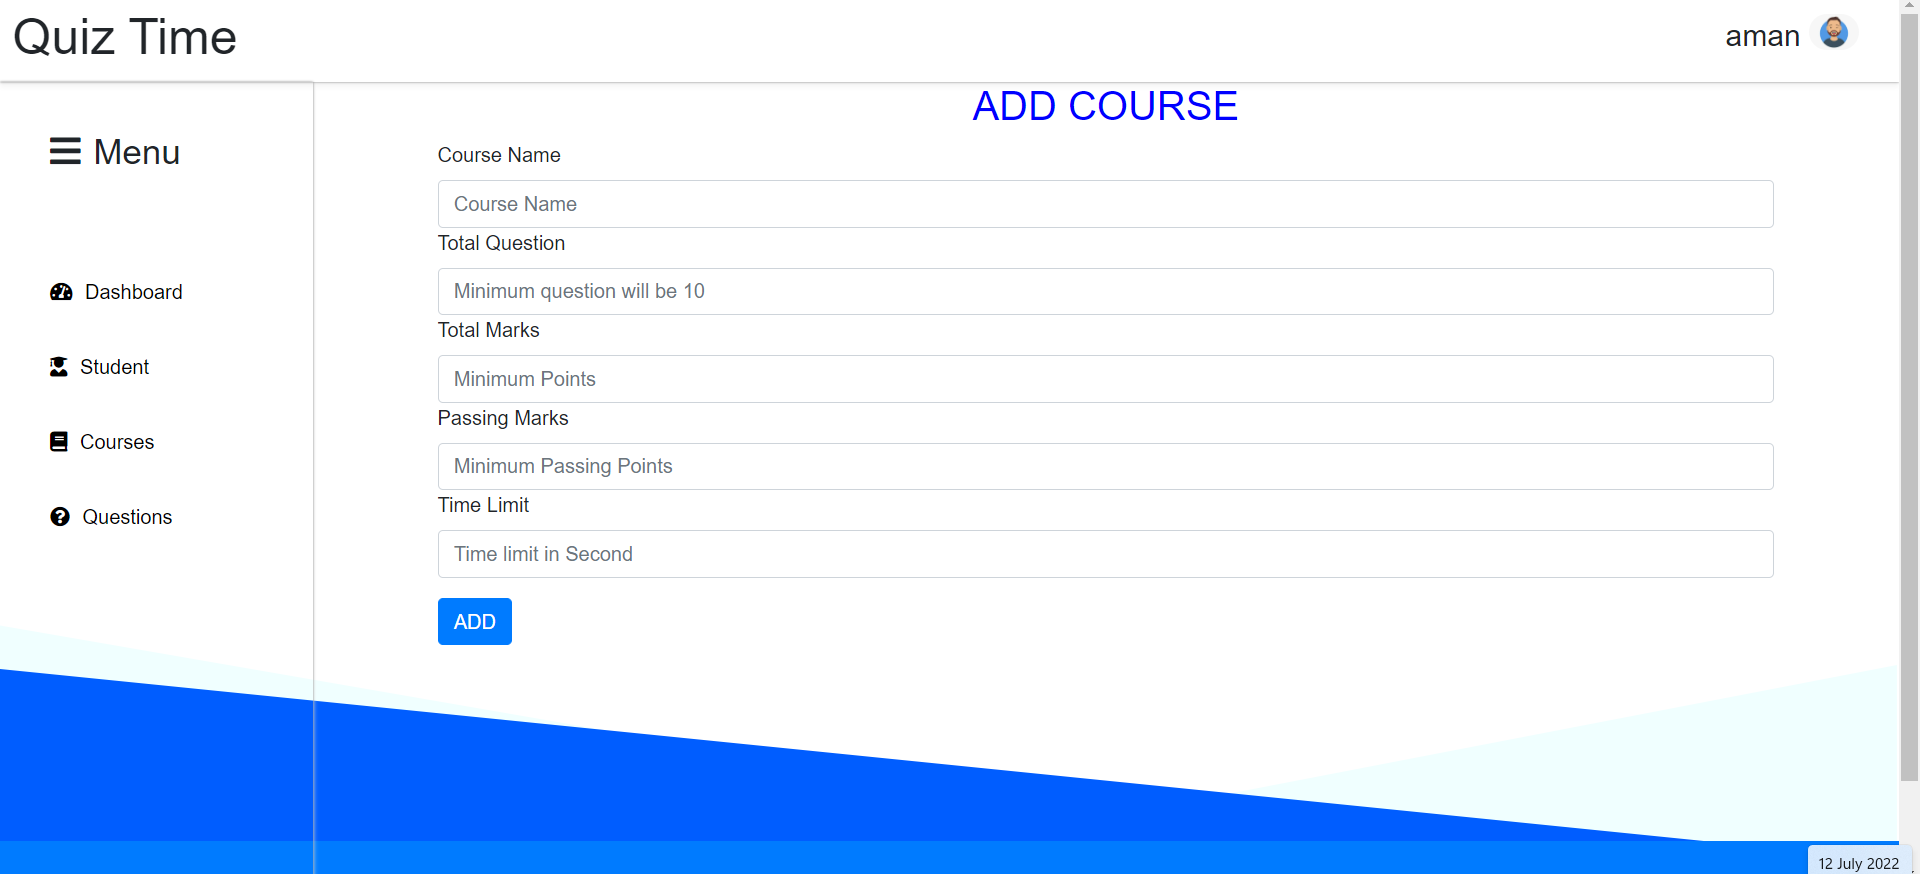 Quiz Time
aman
Menu
Dashboard
Student
Courses
Questions
ADD COURSE
Course Name
Course Name
Total Question
Minimum question will be 10
Total Marks
Minimum Points
Passing Marks
Minimum Passing Points
Time Limit
Time limit in Second
ADD
12 July 2022